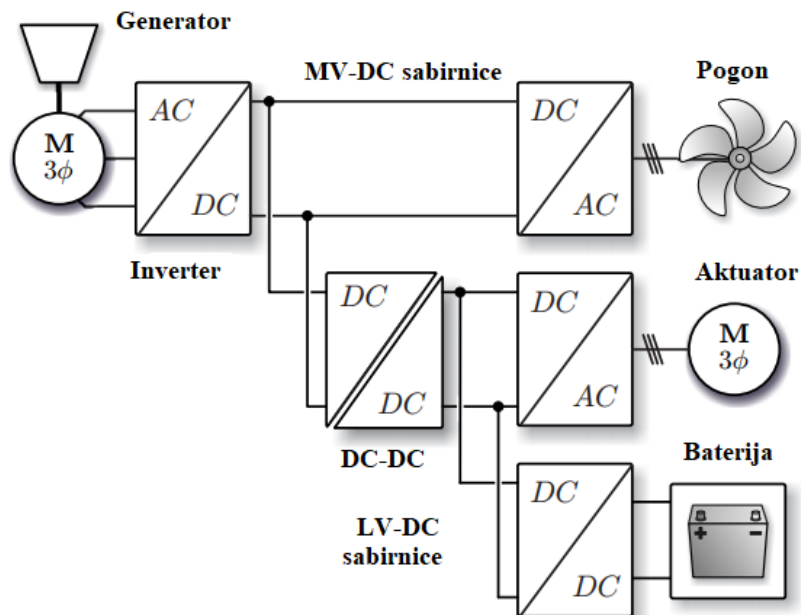 Generator
MV-DC sabirnice
Pogon
AC
DC
M
3ϕ
DC
AC
Inverter
Aktuator
DC
DC
DC
AC
M
3ϕ
DC-DC
Baterija
LV-DC
sabirnice
DC
DC
+ −